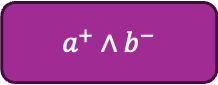 a⁺ ∧ b⁻